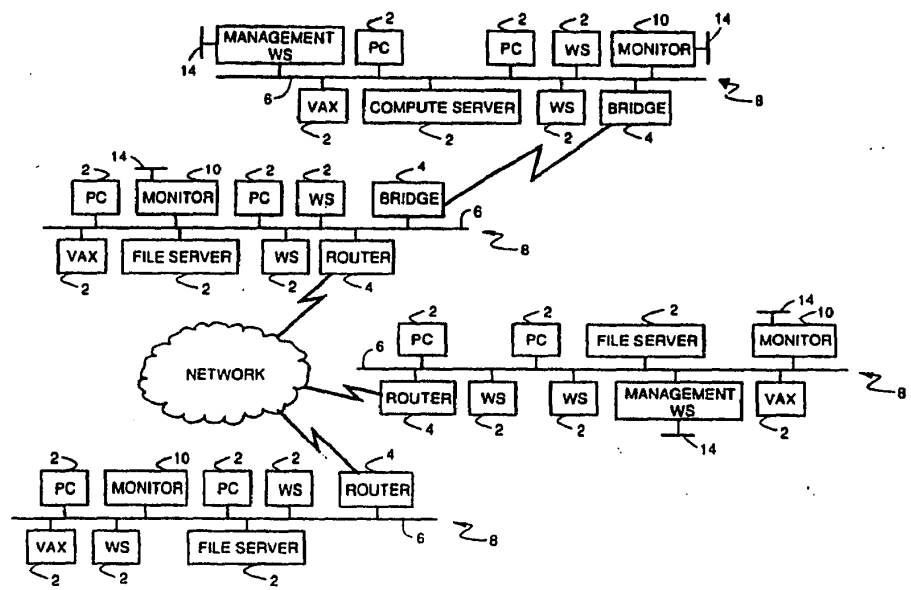 2 2 2 10 14
MANAGEMENT WS PC PC WS MONITOR
14
6 8
VAX COMPUTE SERVER WS BRIDGE
2 2 2 4
14
2 10 2 2 4
PC MONITOR PC WS BRIDGE
6
8
VAX FILE SERVER WS ROUTER
2 2 2 4
14
2 2 2 10
PC PC FILE SERVER MONITOR
6
NETWORK
8
ROUTER WS WS MANAGEMENT WS VAX
4 2 2 2
14
2 10 2 2 4
PC MONITOR PC WS ROUTER
6 8
VAX WS FILE SERVER
2 2 2